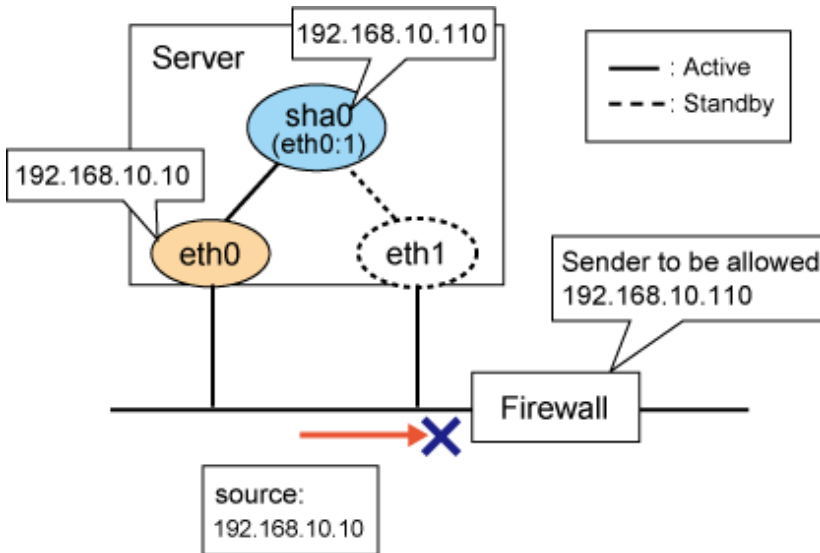 192.168.10.110
Server
sha0
(eth0:1)
: Active
: Standby
192.168.10.10
eth0
eth1
Sender to be allowed
192.168.10.110
Firewall
source:
192.168.10.10